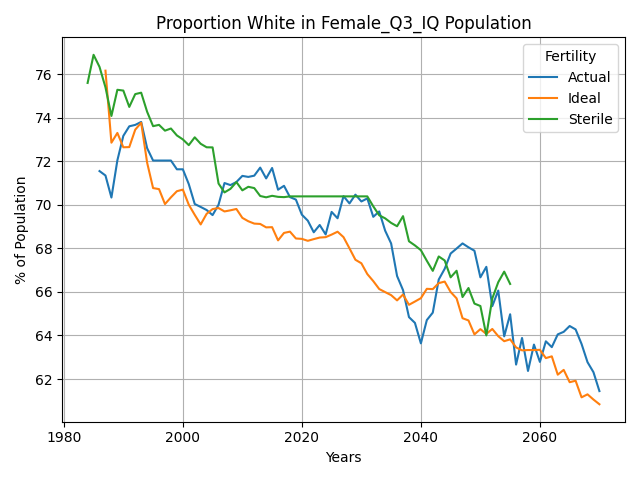 Proportion White in Female_Q3_IQ Population
Fertility
Actual
Ideal
Sterile
% of Population
76
74
72
70
68
66
64
62
1980
2000
2020
2040
2060
Years